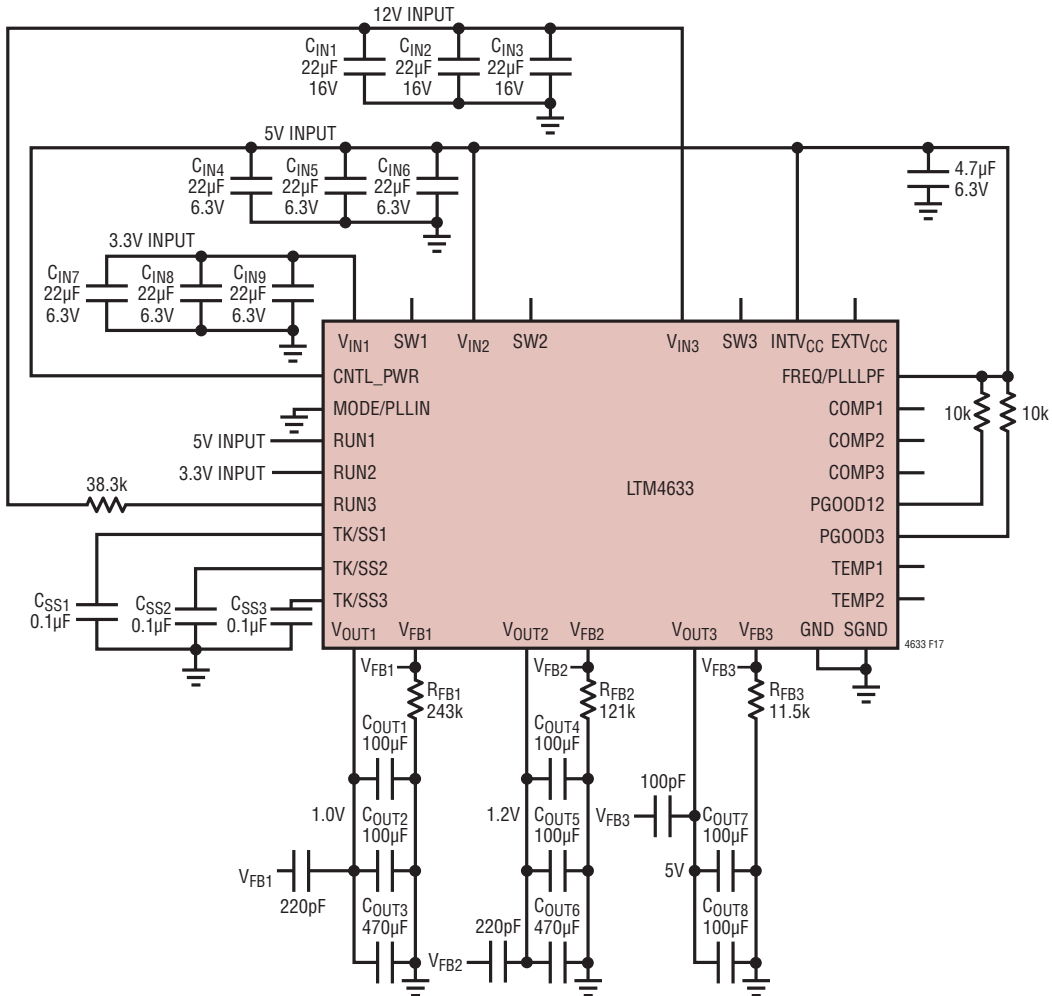 12V INPUT
CIN1
22µF
16V
CIN2
22µF
16V
CIN3
22µF
16V
5V INPUT
CIN4
22µF
6.3V
CIN5
22µF
6.3V
CIN6
22µF
6.3V
4.7µF
6.3V
3.3V INPUT
CIN7
22µF
6.3V
CIN8
22µF
6.3V
CIN9
22µF
6.3V
VIN1 SW1 VIN2 SW2 VIN3 SW3 INTVCC EXTVCC
CNTL_PWR
MODE/PLLIN
5V INPUT
RUN1
3.3V INPUT
RUN2
38.3k
RUN3
TK/SS1
TK/SS2
TK/SS3
LTM4633
FREQ/PLLLPF
COMP1
COMP2
COMP3
PGOOD12
PGOOD3
TEMP1
TEMP2
10k
10k
CSS1
0.1µF
CSS2
0.1µF
CSS3
0.1µF
VOUT1 VFB1 VOUT2 VFB2 VOUT3 VFB3 GND SGND
4633 F17
VFB1
RFB1
243k
COUT1
100µF
1.0V
COUT2
100µF
VFB1
220pF
COUT3
470µF
VFB2
RFB2
121k
COUT4
100µF
1.2V
COUT5
100µF
220pF
VFB2
COUT6
470µF
VFB3
RFB3
11.5k
100pF
VFB3
COUT7
100µF
5V
COUT8
100µF